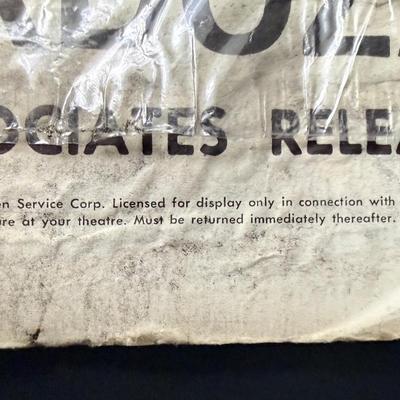 OCIATES RELEA
en Service Corp. Licensed for display only in connection with
ure at your theatre. Must be returned immediately thereafter.